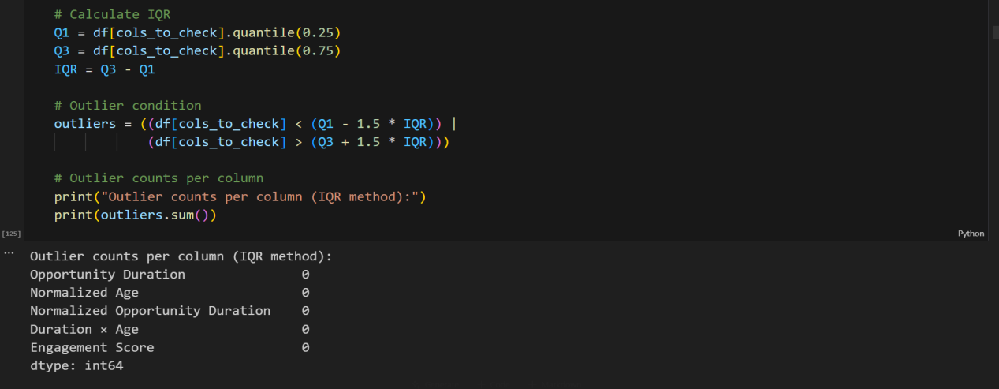 # Calculate IQR
Q1 = df[cols_to_check].quantile(0.25)
Q3 = df[cols_to_check].quantile(0.75)
IQR = Q3 - Q1
# Outlier condition
outliers = ((df[cols_to_check] < (Q1 - 1.5 * IQR)) |
(df[cols_to_check] > (Q3 + 1.5 * IQR)))
# Outlier counts per column
print("Outlier counts per column (IQR method):")
print(outliers.sum())
[125]
Python
...
Outlier counts per column (IQR method):
Opportunity Duration 0
Normalized Age 0
Normalized Opportunity Duration 0
Duration × Age 0
Engagement Score 0
dtype: int64